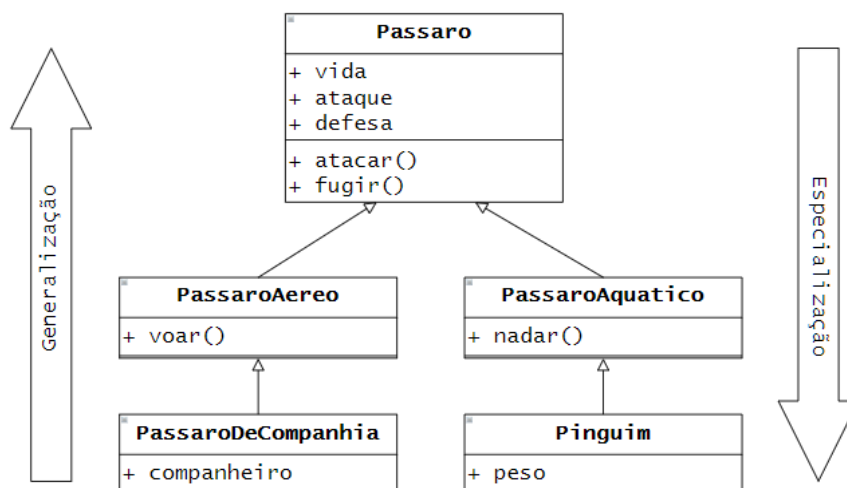 Passaro
+ vida
+ ataque
+ defesa
+ atacar()
+ fugir()
Generalização
Especialização
PassaroAereo
+ voar()
PassaroAquatico
+ nadar()
PassaroDeCompanhia
+ companheiro
Pinguim
+ peso